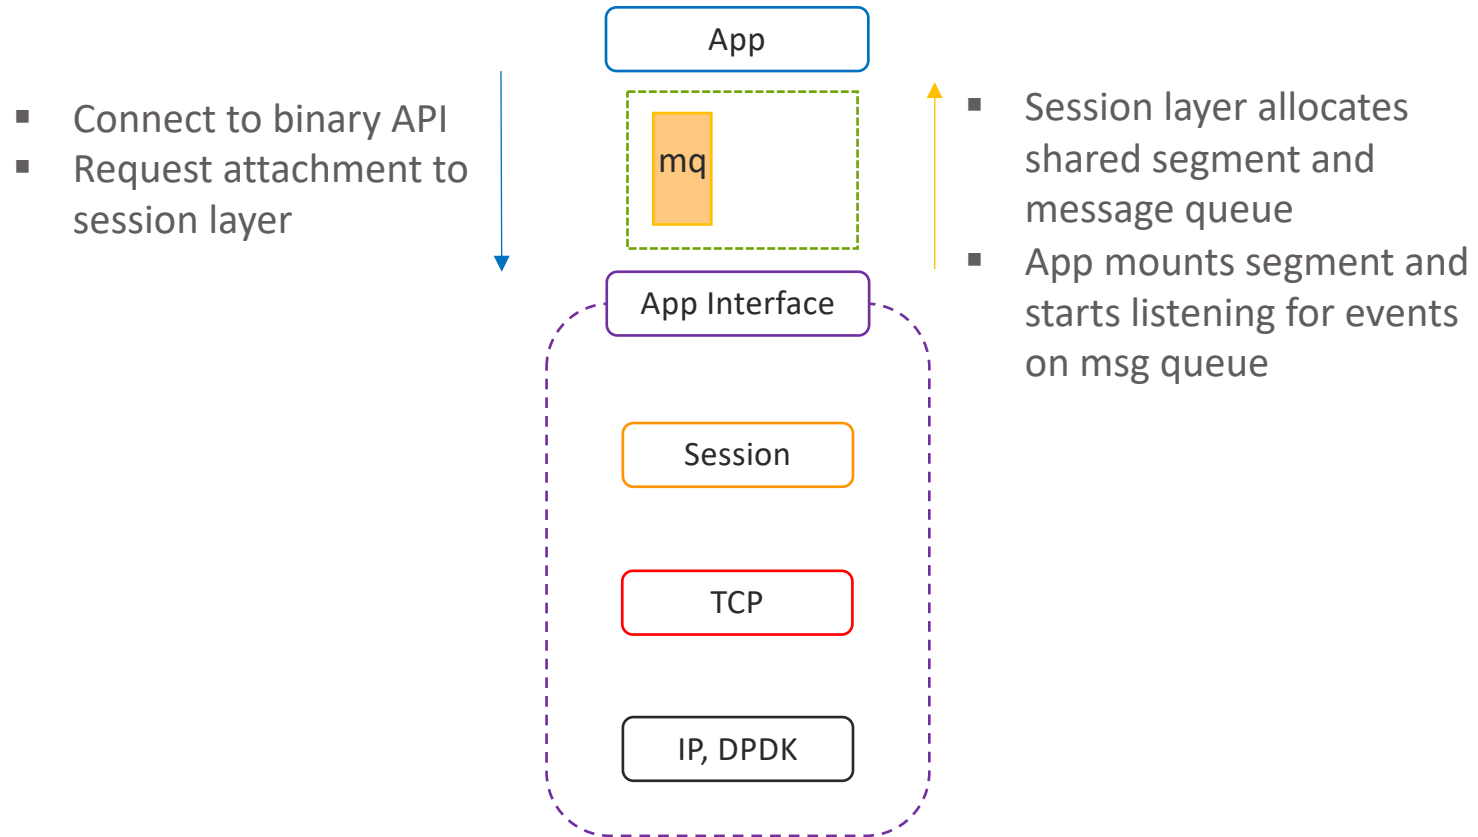 App
▪ Connect to binary API
▪ Request attachment to
session layer
mq
▪ Session layer allocates
shared segment and
message queue
▪ App mounts segment and
starts listening for events
on msg queue
App Interface
Session
TCP
IP, DPDK